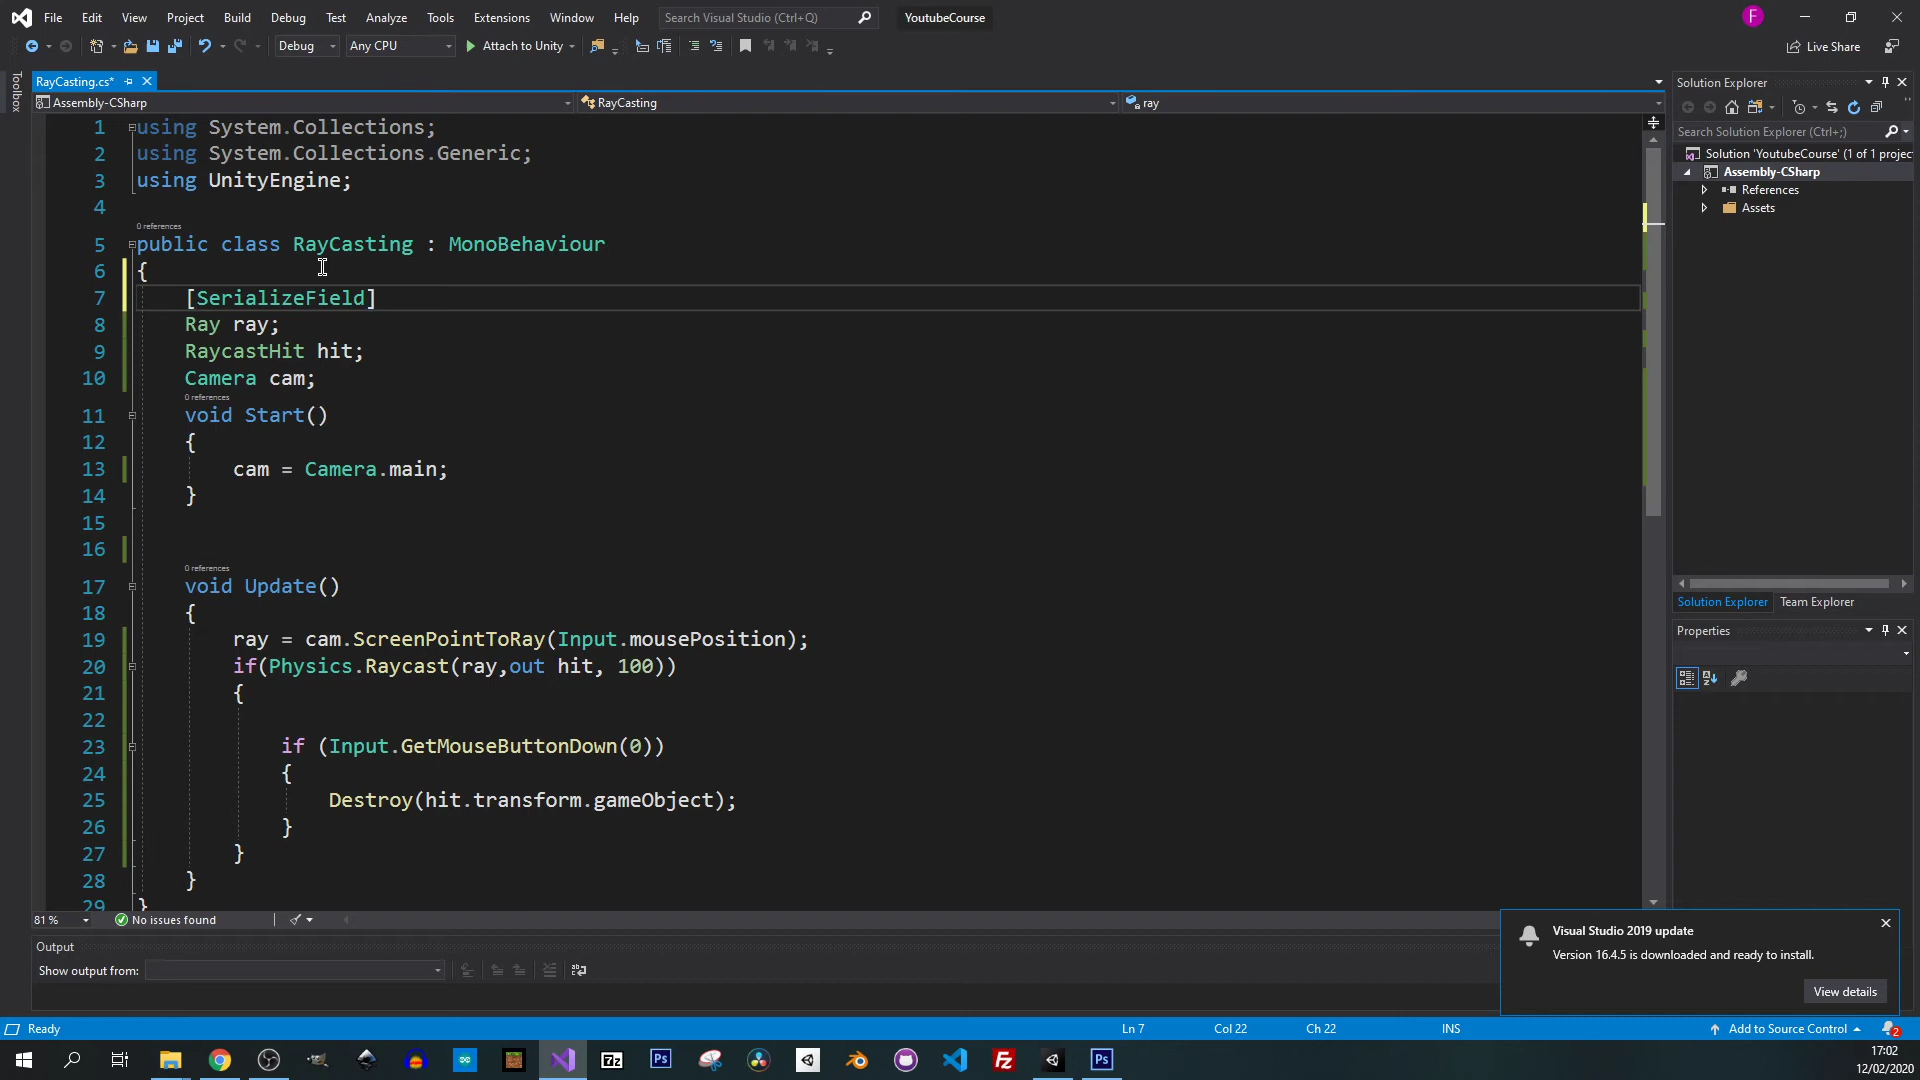 File Edit View Project Build Debug Test Analyze Tools Extensions Window Help Search Visual Studio (Ctrl+Q) YoutubeCourse F
Debug Any CPU Attach to Unity Live Share
Toolbox
RayCasting.cs*
Assembly-CSharp RayCasting ray
1 using System.Collections;
2 using System.Collections.Generic;
3 using UnityEngine;
4
0 references
5 public class RayCasting : MonoBehaviour
6 {
7 [SerializeField]
8 Ray ray;
9 RaycastHit hit;
10 Camera cam;
0 references
11 void Start()
12 {
13 cam = Camera.main;
14 }
15
16
0 references
17 void Update()
18 {
19 ray = cam.ScreenPointToRay(Input.mousePosition);
20 if(Physics.Raycast(ray,out hit, 100))
21 {
22
23 if (Input.GetMouseButtonDown(0))
24 {
25 Destroy(hit.transform.gameObject);
26 }
27 }
28 }
29 }
81 % No issues found
Output
Show output from:
Solution Explorer
Search Solution Explorer (Ctrl+;)
Solution 'YoutubeCourse' (1 of 1 projec
Assembly-CSharp
References
Assets
Solution Explorer Team Explorer
Properties
Visual Studio 2019 update
Version 16.4.5 is downloaded and ready to install.
View details
Ready Ln 7 Col 22 Ch 22 INS Add to Source Control 2
7z Ps Fz Ps
17:02
12/02/2020